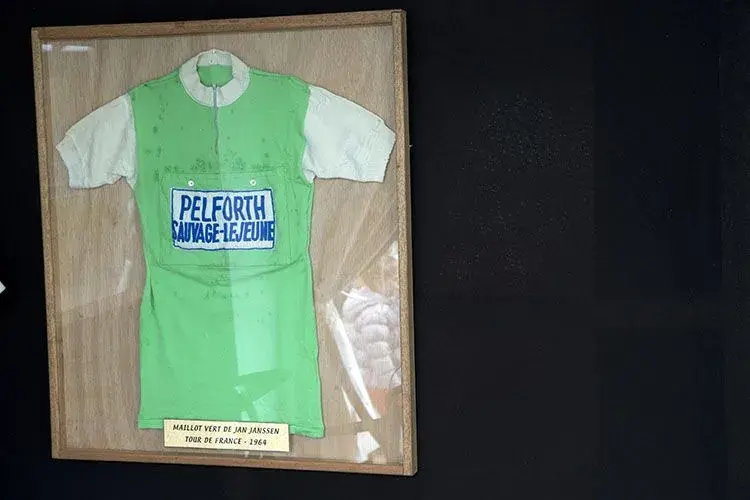 PELFORTH
SAUVAGE-LEJEUNE
MAILLOT VERT DE JAN JANSSEN
TOUR DE FRANCE - 1964